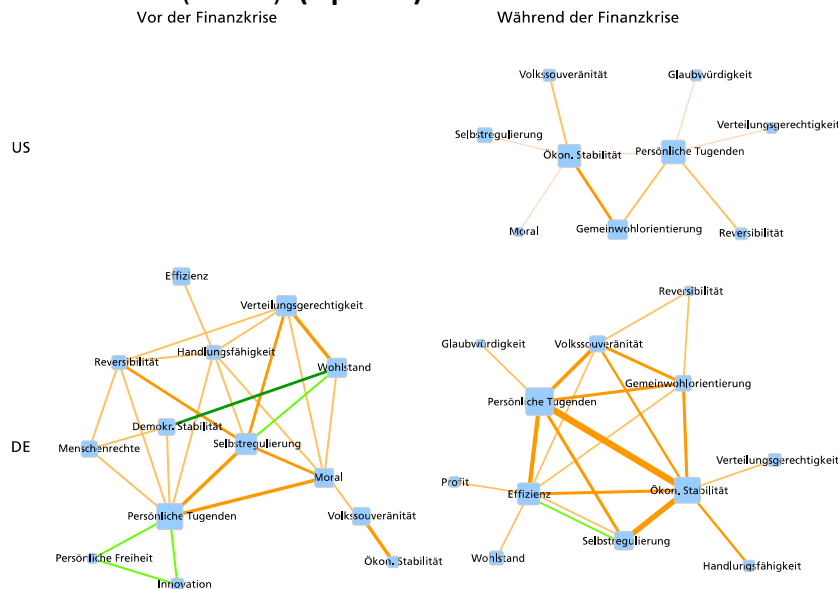 Vor der Finanzkrise
Während der Finanzkrise
US
Volkssouveränität
Glaubwürdigkeit
Selbstregulierung
Verteilungsgerechtigkeit
Ökon. Stabilität
Persönliche Tugenden
Moral
Gemeinwohlorientierung
Reversibilität
DE
Effizienz
Verteilungsgerechtigkeit
Handlungsfähigkeit
Reversibilität
Wohlstand
Demokr. Stabilität
Menschenrechte
Selbstregulierung
Moral
Persönliche Tugenden
Volkssouveränität
Persönliche Freiheit
Ökon. Stabilität
Innovation
Reversibilität
Glaubwürdigkeit
Volkssouveränität
Gemeinwohlorientierung
Persönliche Tugenden
Verteilungsgerechtigkeit
Profit
Effizienz
Ökon. Stabilität
Selbstregulierung
Wohlstand
Handlungsfähigkeit